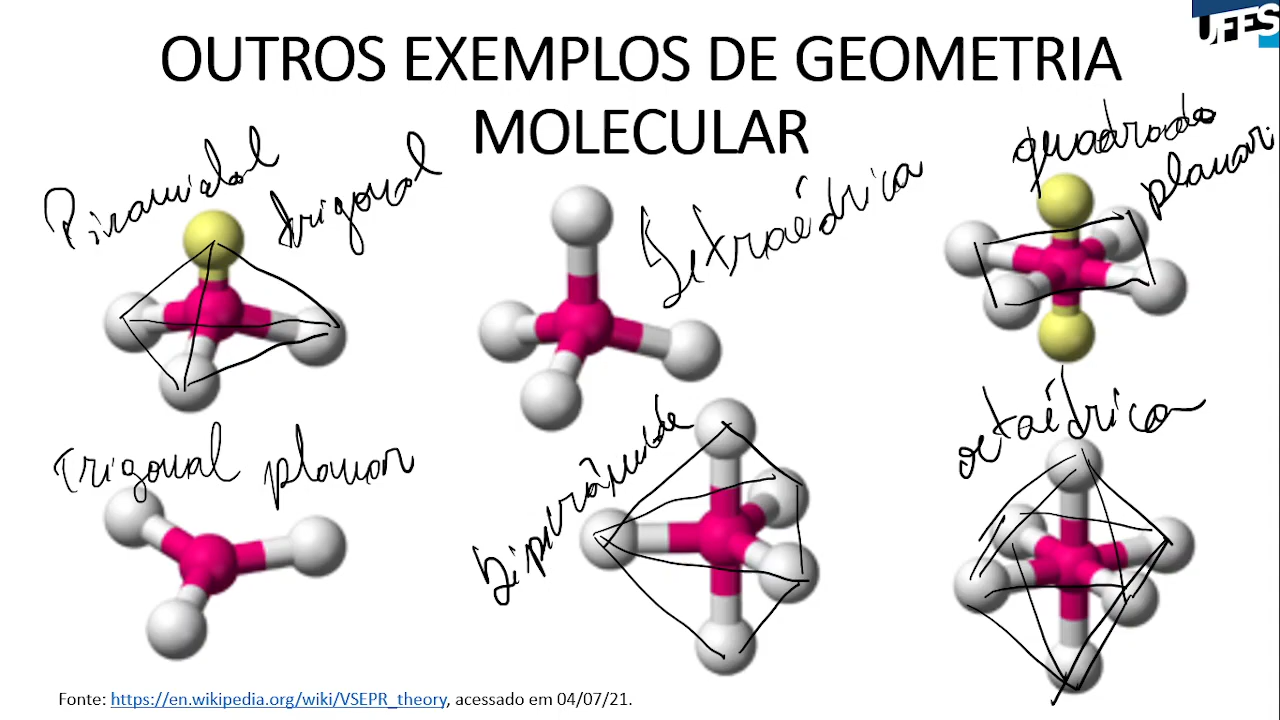 UFES
OUTROS EXEMPLOS DE GEOMETRIA
MOLECULAR
Piramidal
trigonal
Tetraédrica
quadrado
planar.
Trigonal planar
bipirâmide
octaédrica
Fonte: https://en.wikipedia.org/wiki/VSEPR_theory, acessado em 04/07/21.